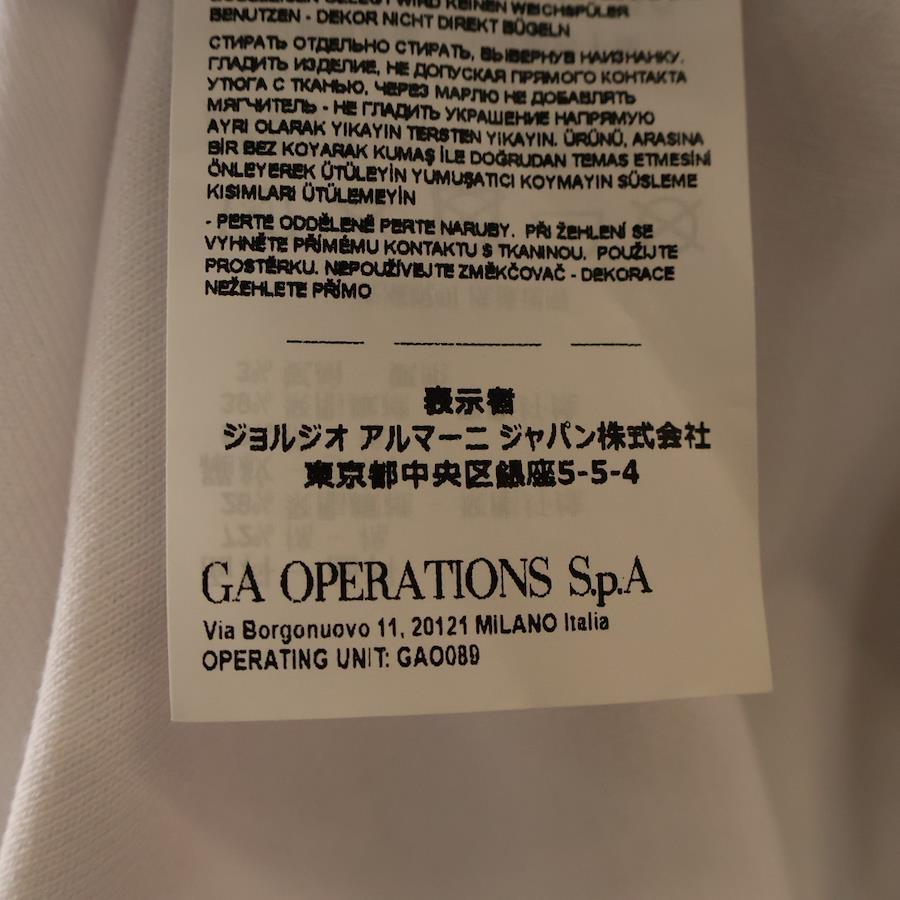 BENUTZEN - DEKOR NICHT DIREKT BÜGELN
СТИРАТЬ ОТДЕЛЬНО СТИРАТЬ, ВЫВЕРНУВ НАИЗНАНКУ.
ГЛАДИТЬ ИЗДЕЛИЕ, НЕ ДОПУСКАЯ ПРЯМОГО КОНТАКТА
УТЮГА С ТКАНЬЮ, ЧЕРЕЗ МАРЛЮ НЕ ДОБАВЛЯТЬ
МЯГЧИТЕЛЬ - НЕ ГЛАДИТЬ УКРАШЕНИЕ НАПРЯМУЮ
AYRI OLARAK YIKAYIN TERSTEN YIKAYIN. ÜRÜNÜ, ARASINA
BİR BEZ KOYARAK KUMAŞ İLE DOĞRUDAN TEMAS ETMESİNİ
ÖNLEYEREK ÜTÜLEYİN YUMUŞATICI KOYMAYIN SÜSLEME
KISIMLARI ÜTÜLEMEYİN
- PERTE ODDĚLENĚ PERTE NARUBY. PŘI ŽEHLENÍ SE
VYHNĚTE PŘÍMÉMU KONTAKTU S TKANINOU. POUŽIJTE
PROSTĚRKU. NEPOUŽÍVEJTE ZMĚKČOVAČ - DEKORACE
NEŽEHLETE PŘÍMO
表示者
ジョルジオ アルマーニ ジャパン株式会社
東京都中央区銀座5-5-4
GA OPERATIONS S.p.A
Via Borgonuovo 11, 20121 MILANO Italia
OPERATING UNIT: GAO089